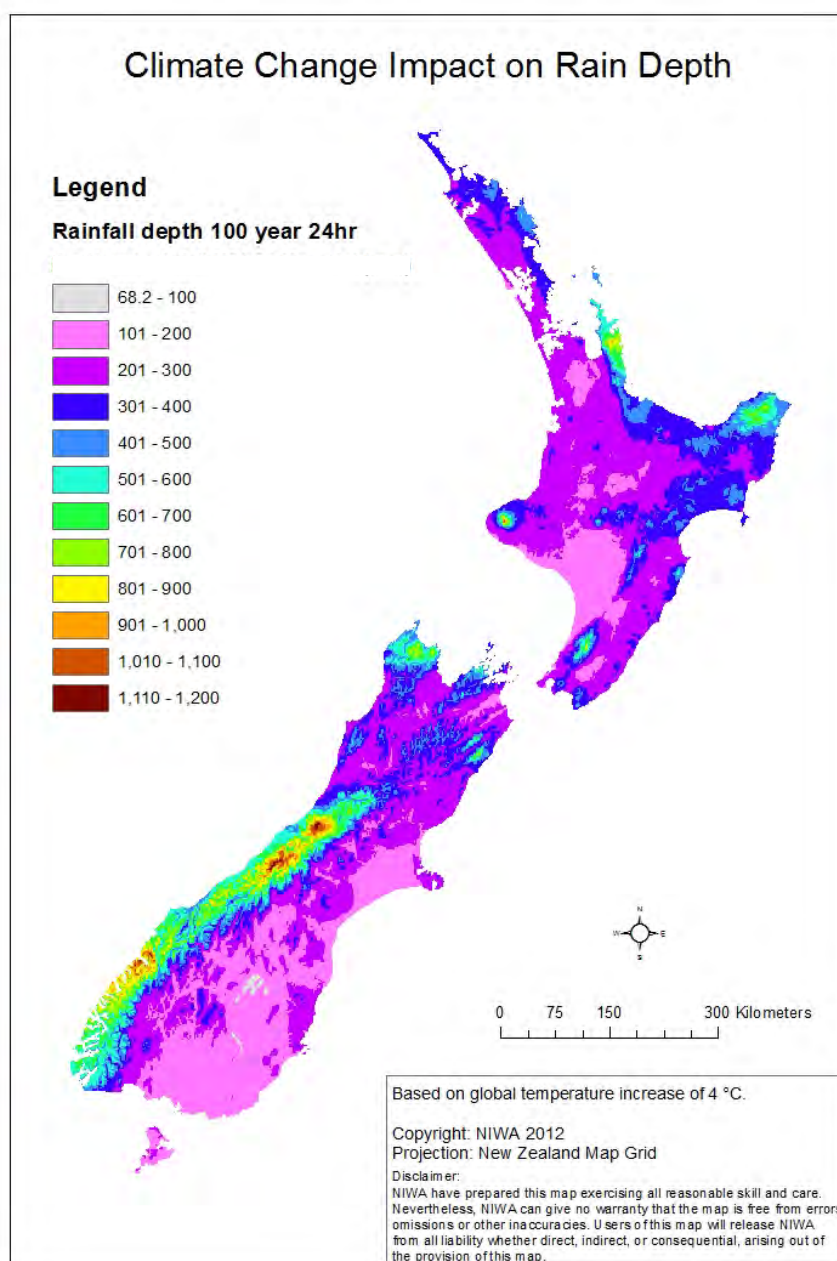 Climate Change Impact on Rain Depth
Legend
Rainfall depth 100 year 24hr
68.2 - 100
101 - 200
201 - 300
301 - 400
401 - 500
501 - 600
601 - 700
701 - 800
801 - 900
901 - 1,000
1,010 - 1,100
1,110 - 1,200
N
W E
S
0 75 150 300 Kilometers
Based on global temperature increase of 4 °C.
Copyright: NIWA 2012
Projection: New Zealand Map Grid
Disclaimer:
NIWA have prepared this map exercising all reasonable skill and care.
Nevertheless, NIWA can give no warranty that the map is free from errors
omissions or other inaccuracies. Users of this map will release NIWA
from all liability whether direct, indirect, or consequential, arising out of
the provision of this map.